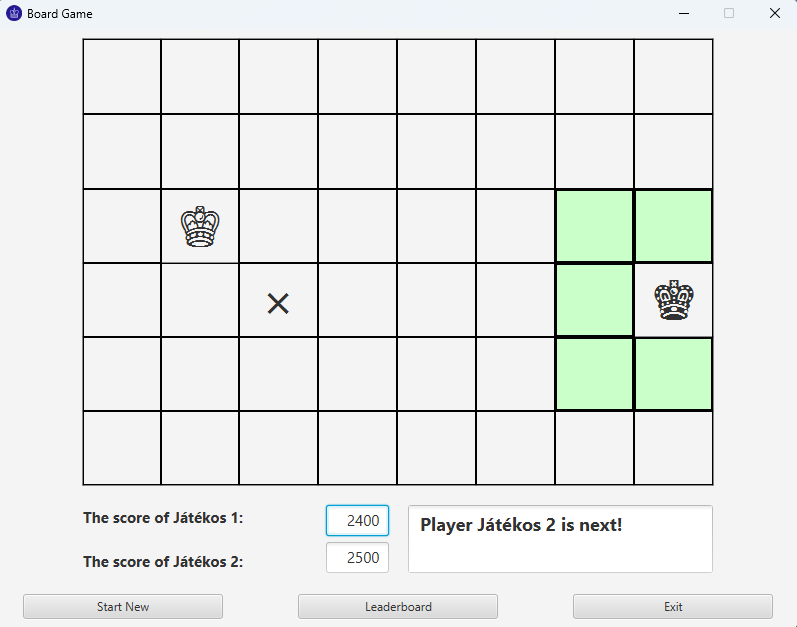 Board Game
The score of Játékos 1:
2400
Player Játékos 2 is next!
The score of Játékos 2:
2500
Start New
Leaderboard
Exit